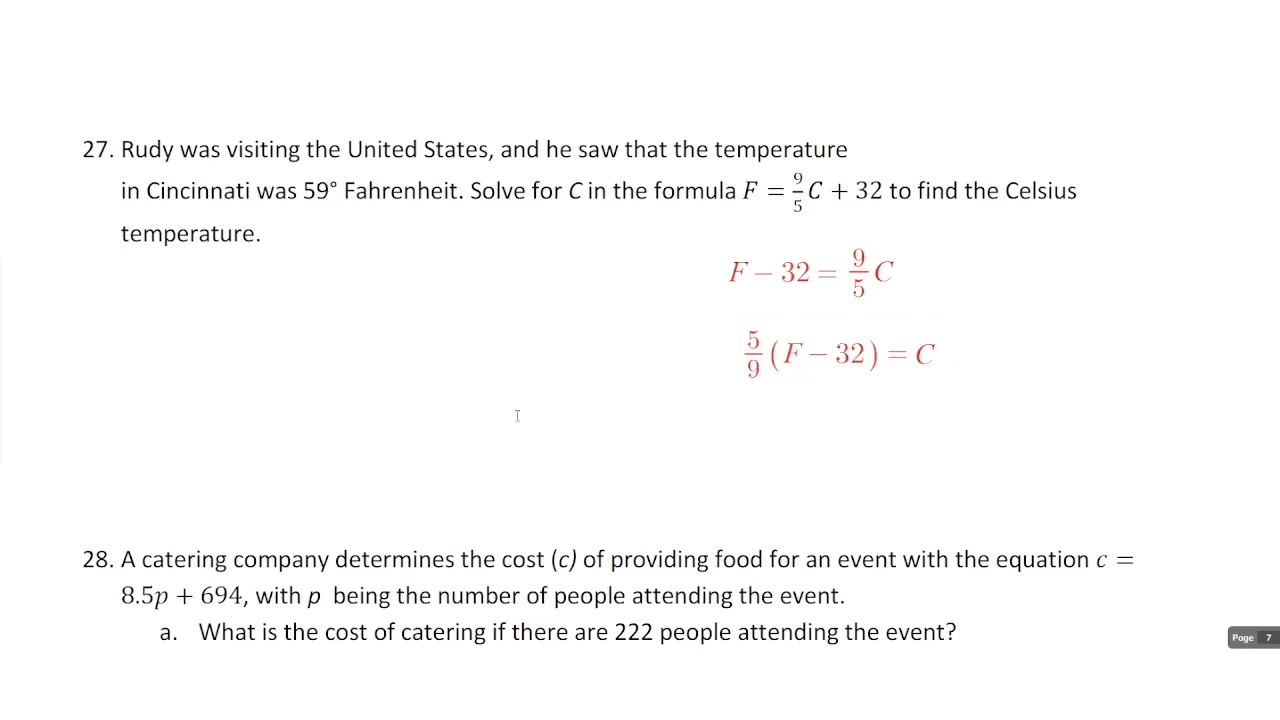 27. Rudy was visiting the United States, and he saw that the temperature
in Cincinnati was 59° Fahrenheit. Solve for C in the formula F = 9/5 C + 32 to find the Celsius
temperature.
F − 32 = 9/5 C
5/9 (F − 32) = C
28. A catering company determines the cost (c) of providing food for an event with the equation c =
8.5p + 694, with p being the number of people attending the event.
a. What is the cost of catering if there are 222 people attending the event?
Page 7